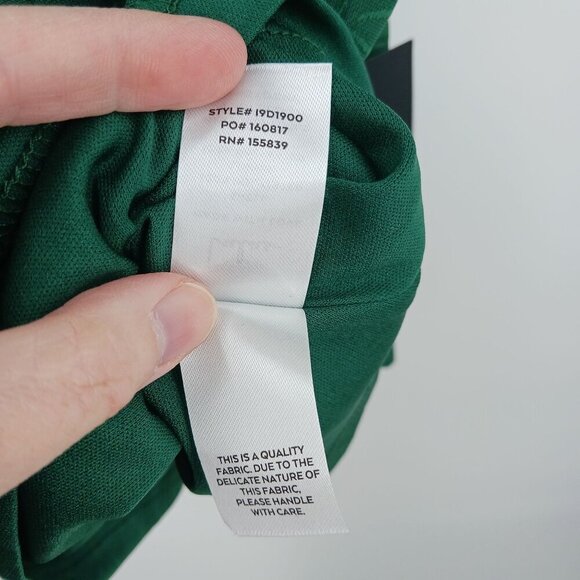 STYLE# I9D1900
PO# 160817
RN# 155839
THIS IS A QUALITY
FABRIC. DUE TO THE
DELICATE NATURE OF
THIS FABRIC,
PLEASE HANDLE
WITH CARE.